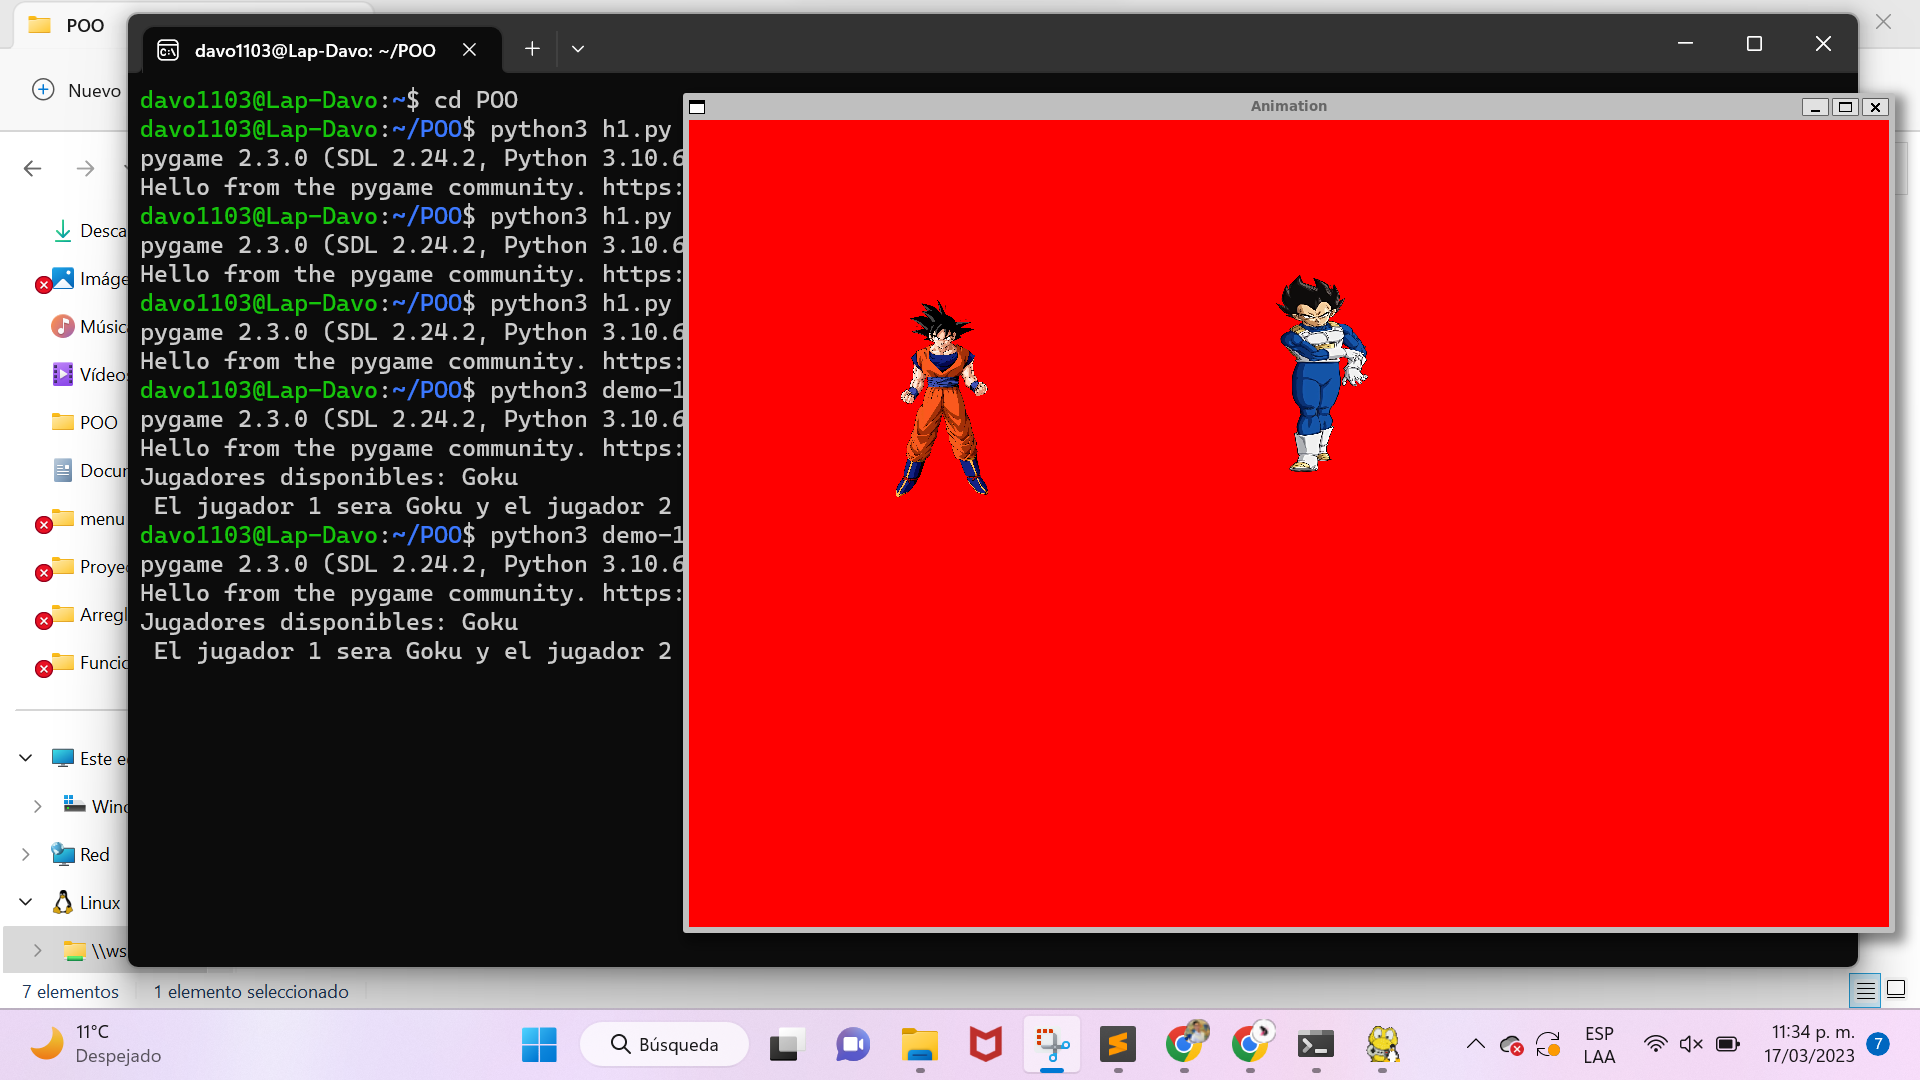 POO
davo1103@Lap-Davo: ~/POO
Nuevo
davo1103@Lap-Davo:~$ cd POO
davo1103@Lap-Davo:~/POO$ python3 h1.py
pygame 2.3.0 (SDL 2.24.2, Python 3.10.6
Hello from the pygame community. https:
davo1103@Lap-Davo:~/POO$ python3 h1.py
pygame 2.3.0 (SDL 2.24.2, Python 3.10.6
Hello from the pygame community. https:
davo1103@Lap-Davo:~/POO$ python3 h1.py
pygame 2.3.0 (SDL 2.24.2, Python 3.10.6
Hello from the pygame community. https:
davo1103@Lap-Davo:~/POO$ python3 demo-1
pygame 2.3.0 (SDL 2.24.2, Python 3.10.6
Hello from the pygame community. https:
Jugadores disponibles: Goku
El jugador 1 sera Goku y el jugador 2
davo1103@Lap-Davo:~/POO$ python3 demo-1
pygame 2.3.0 (SDL 2.24.2, Python 3.10.6
Hello from the pygame community. https:
Jugadores disponibles: Goku
El jugador 1 sera Goku y el jugador 2
Animation
Desca
Imáge
Música
Vídeo
POO
Docur
menu
Proye
Arregl
Funcio
Este e
Wind
Red
Linux
\\ws
7 elementos
1 elemento seleccionado
11°C
Despejado
Búsqueda
ESP
LAA
11:34 p. m.
17/03/2023
7